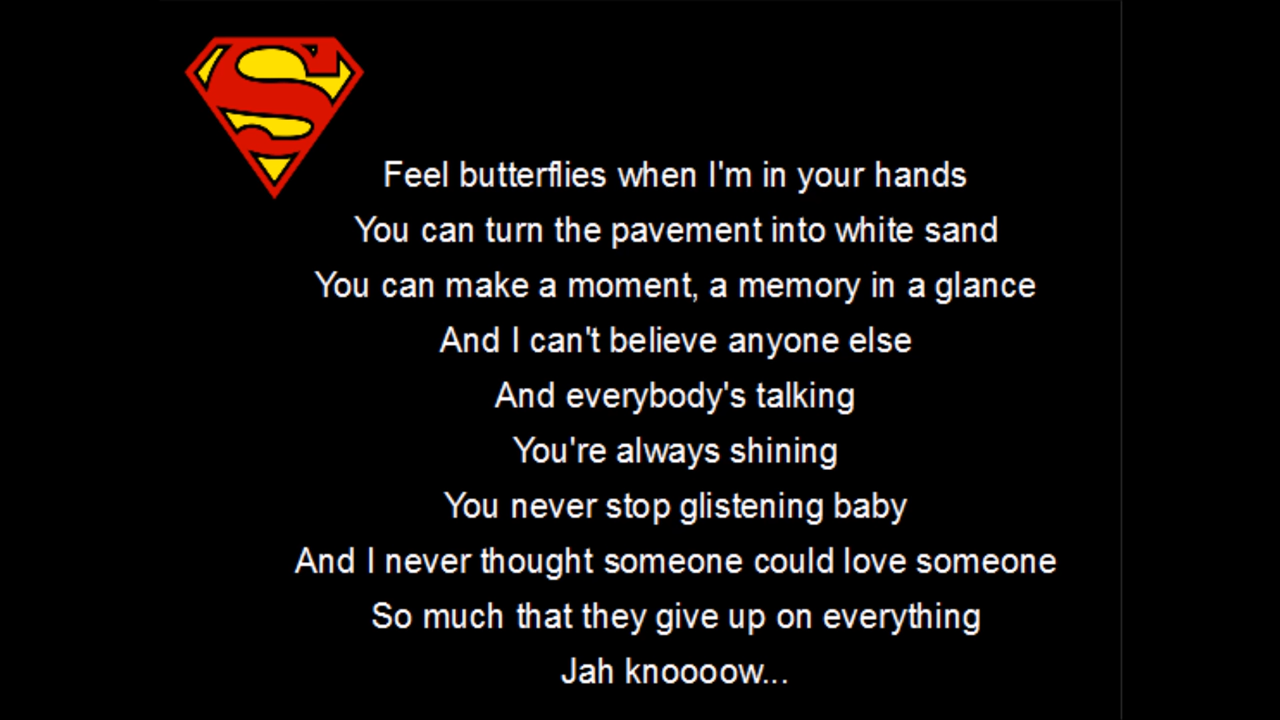 S
Feel butterflies when I'm in your hands
You can turn the pavement into white sand
You can make a moment, a memory in a glance
And I can't believe anyone else
And everybody's talking
You're always shining
You never stop glistening baby
And I never thought someone could love someone
So much that they give up on everything
Jah knoooow...